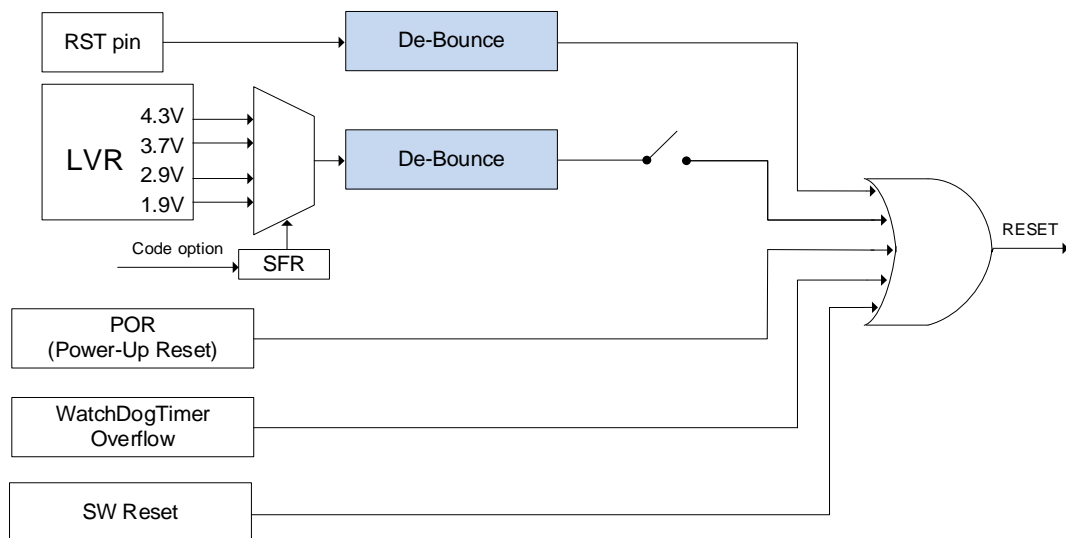 RST pin
De-Bounce
LVR
4.3V
3.7V
2.9V
1.9V
De-Bounce
Code option
SFR
RESET
POR
(Power-Up Reset)
WatchDogTimer
Overflow
SW Reset